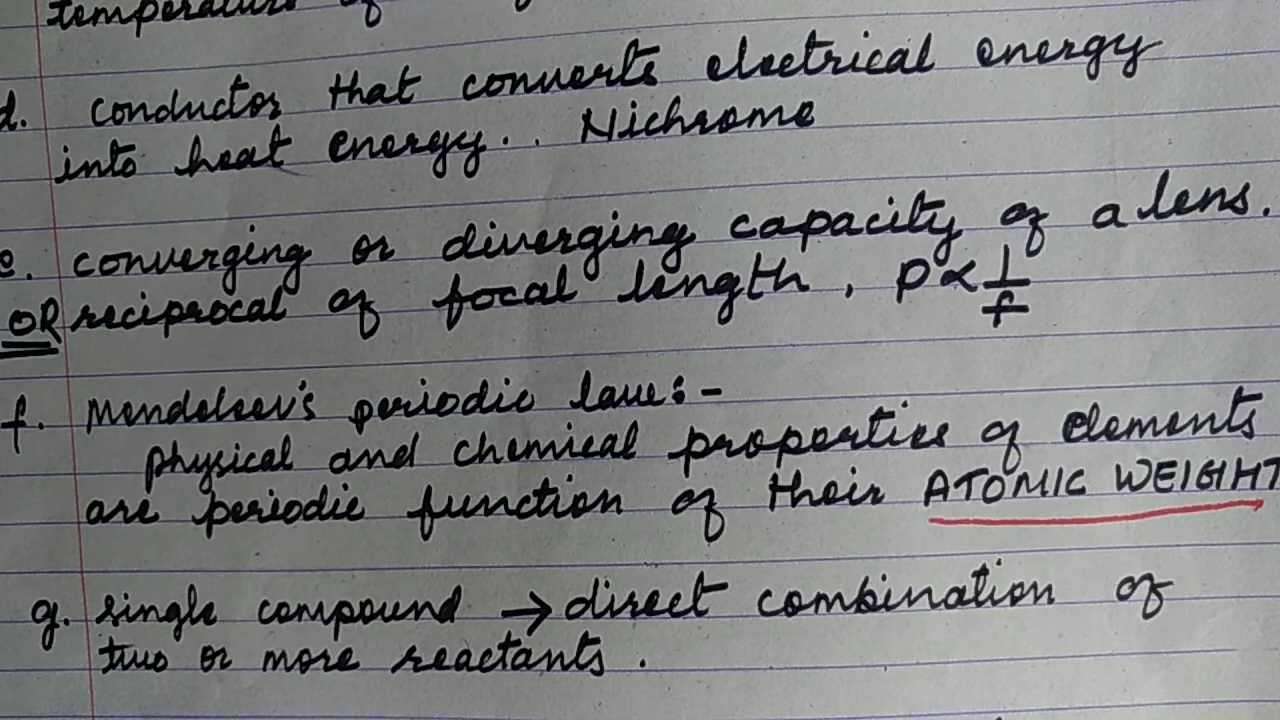 temperature of
d. conductor that converts electrical energy
into heat energy.. Nichrome
e. converging or diverging capacity of a lens.
OR reciprocal of focal length, P ∝ 1/f
f. Mendeleev's periodic law:-
physical and chemical properties of elements
are periodic function of their ATOMIC WEIGHT
g. single compound → direct combination of
two or more reactants.